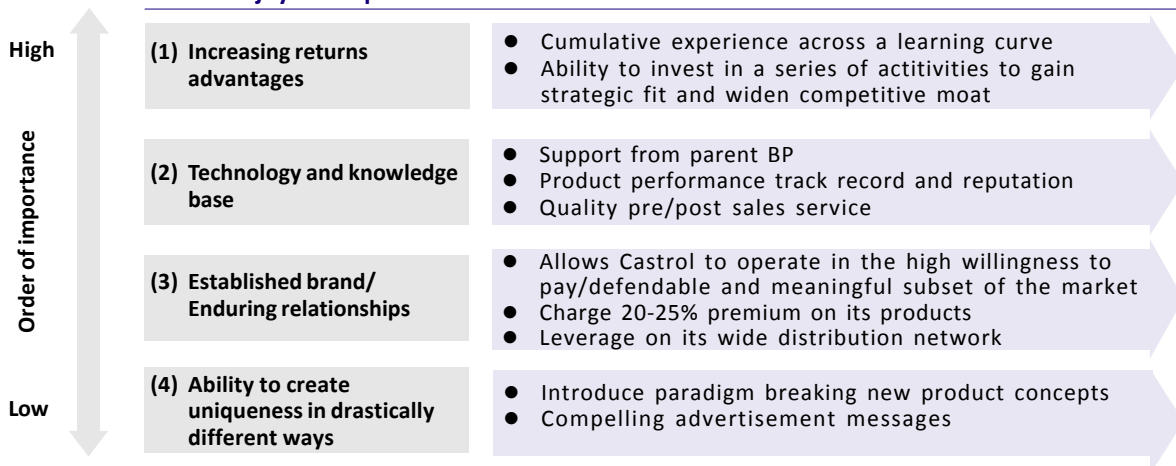 High
(1) Increasing returns
advantages
● Cumulative experience across a learning curve
● Ability to invest in a series of actitivities to gain
strategic fit and widen competitive moat
Order of importance
(2) Technology and knowledge
base
● Support from parent BP
● Product performance track record and reputation
● Quality pre/post sales service
(3) Established brand/
Enduring relationships
● Allows Castrol to operate in the high willingness to
pay/defendable and meaningful subset of the market
● Charge 20-25% premium on its products
● Leverage on its wide distribution network
Low
(4) Ability to create
uniqueness in drastically
different ways
● Introduce paradigm breaking new product concepts
● Compelling advertisement messages